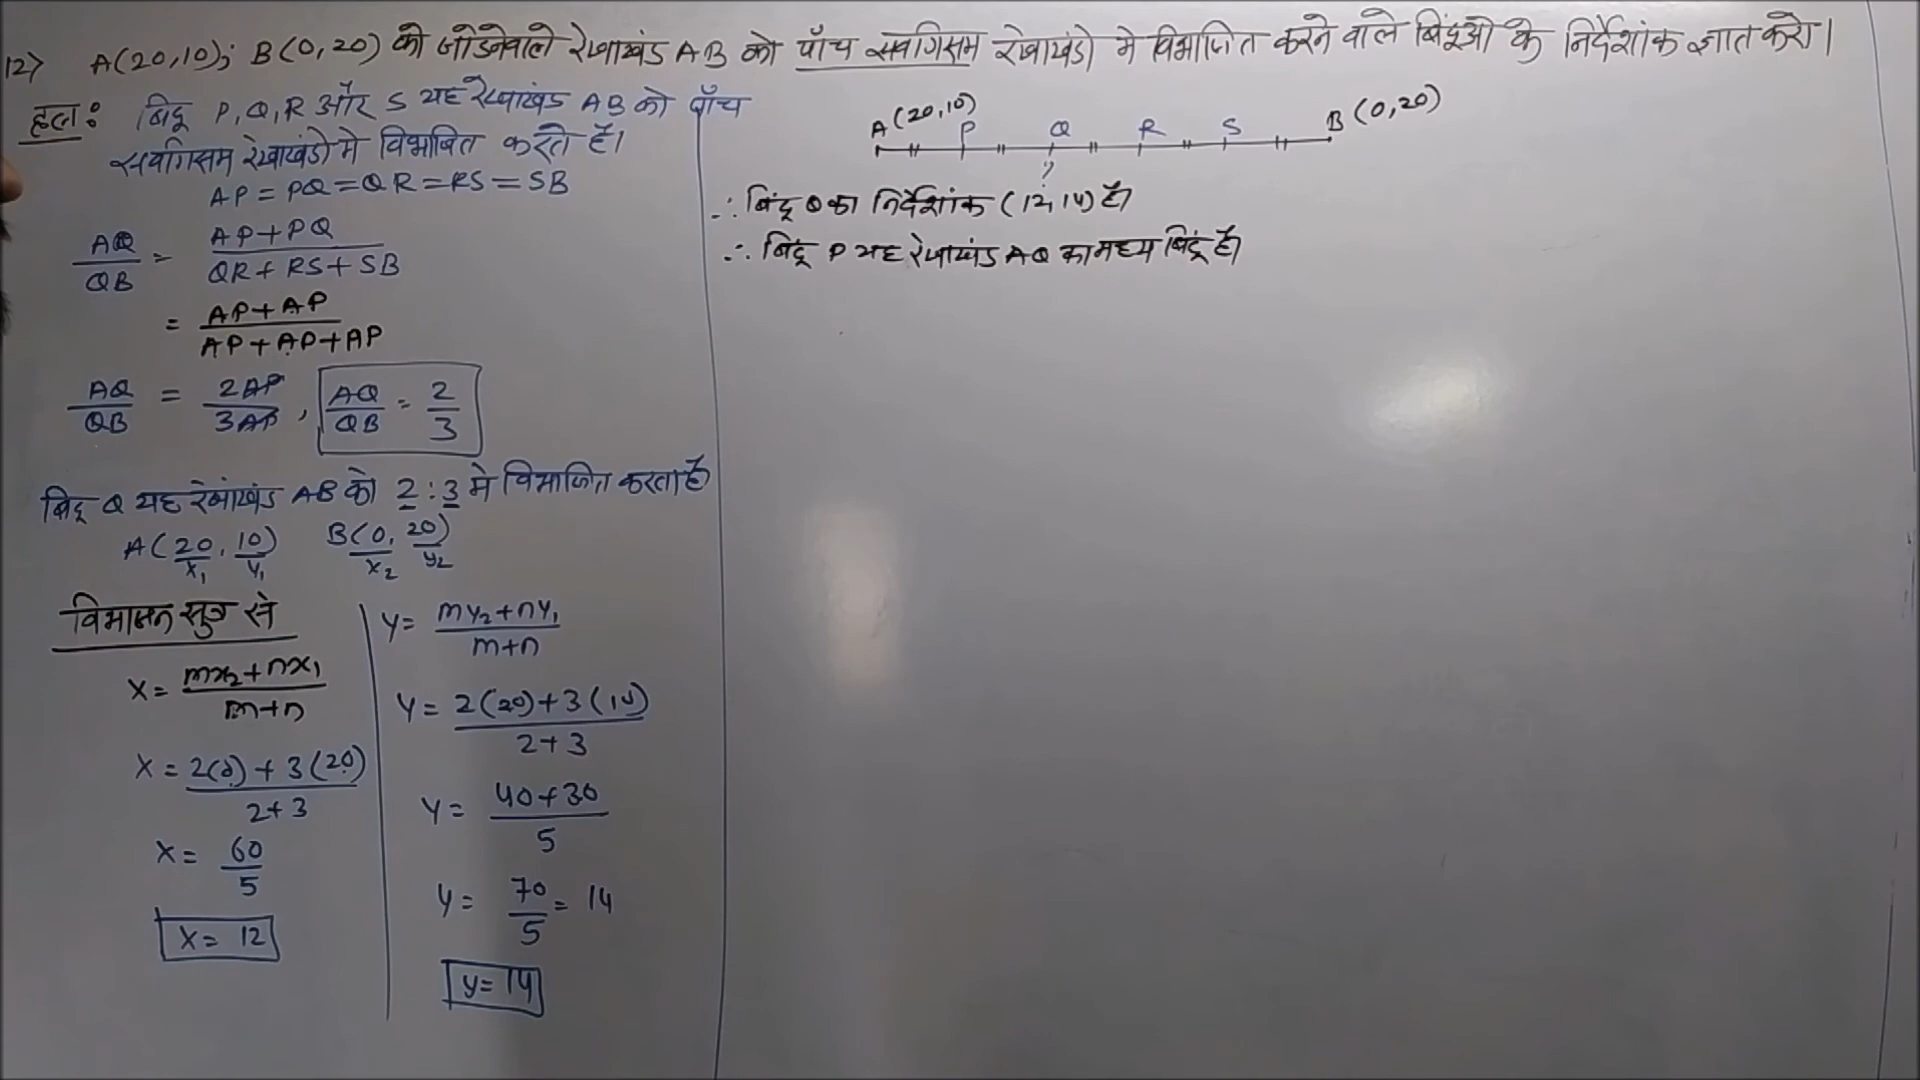 12> A(20,10); B(0,20) को जोडनेवाले रेखाखंड AB को पाँच सर्वांगसम रेखाखंडो मे विभाजित करने वाले बिंदूओ के निर्देशांक ज्ञात करो।
हल: बिंदू P, Q, R और S यह रेखाखंड AB को पाँच
सर्वांगसम रेखाखंडो मे विभाजित करते है।
AP = PQ = QR = RS = SB
AQ/QB = AP+PQ/QR+RS+SB
= AP+AP/AP+AP+AP
AQ/QB = 2AP/3AP, AQ/QB = 2/3
बिंदू Q यह रेखाखंड AB को 2:3 मे विभाजित करता है
A(20, 10) B(0, 20)
x₁ y₁ x₂ y₂
विभाजन सुत्र से
x = mx₂+nx₁/m+n
x = 2(0)+3(20)/2+3
x = 60/5
x = 12
y = my₂+ny₁/m+n
y = 2(20)+3(10)/2+3
y = 40+30/5
y = 70/5 = 14
y = 14
A(20,10) P Q R S B(0,20)
?
∴ बिंदू Q का निर्देशांक (12,14) है।
∴ बिंदू P यह रेखाखंड AQ का मध्य बिंदू है।